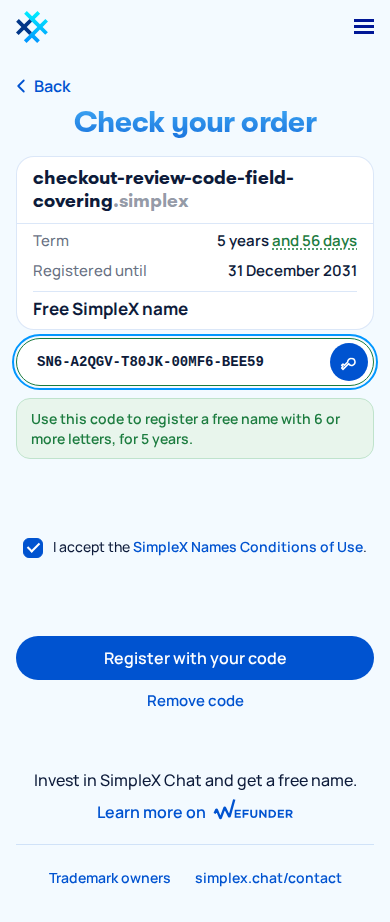 Back
Check your order
checkout-review-code-field-
covering.simplex
Term 5 years and 56 days
Registered until 31 December 2031
Free SimpleX name
SN6-A2QGV-T80JK-00MF6-BEE59
Use this code to register a free name with 6 or
more letters, for 5 years.
I accept the SimpleX Names Conditions of Use.
Register with your code
Remove code
Invest in SimpleX Chat and get a free name.
Learn more on WEFUNDER
Trademark owners simplex.chat/contact